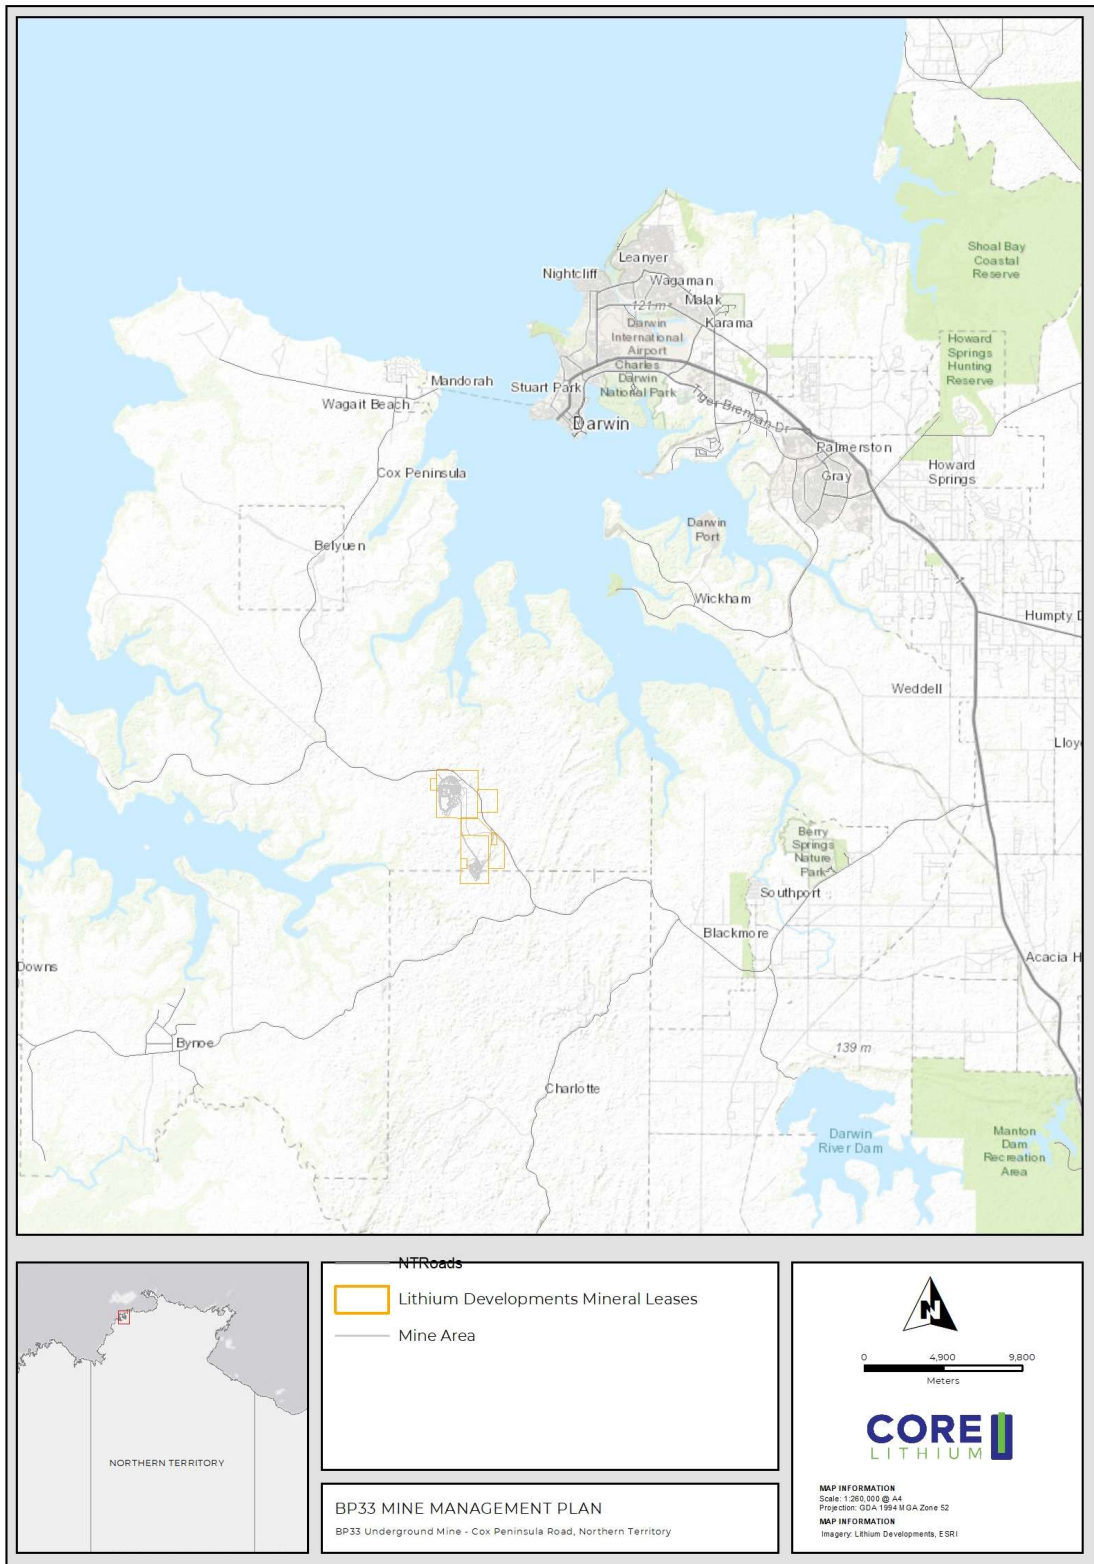 Shoal Bay
Coastal
Reserve
Leanyer
Nightcliff
Wagaman
121 m
Malak
Darwin
International
Airport
Karama
Howard
Springs
Hunting
Reserve
Charles
Darwin
National Park
Mandorah
Stuart Park
Wagait Beach
Tiger Brennan Dr
Darwin
Palmerston
Cox Peninsula
Gray
Howard
Springs
Darwin
Port
Belyuen
Wickham
Humpty D
Weddell
Lloy
Berry
Springs
Nature
Park
Southport
Blackmore
Downs
Acacia H
Bynoe
139 m
Charlotte
Darwin
River Dam
Manton
Dam
Recreation
Area
NORTHERN TERRITORY
NTRoads
Lithium Developments Mineral Leases
Mine Area
BP33 MINE MANAGEMENT PLAN
BP33 Underground Mine - Cox Peninsula Road, Northern Territory
N
0 4,900 9,800
Meters
CORE
LITHIUM
MAP INFORMATION
Scale: 1:260,000 @ A4
Projection: GDA 1994 MGA Zone 52
MAP INFORMATION
Imagery: Lithium Developments, ESRI